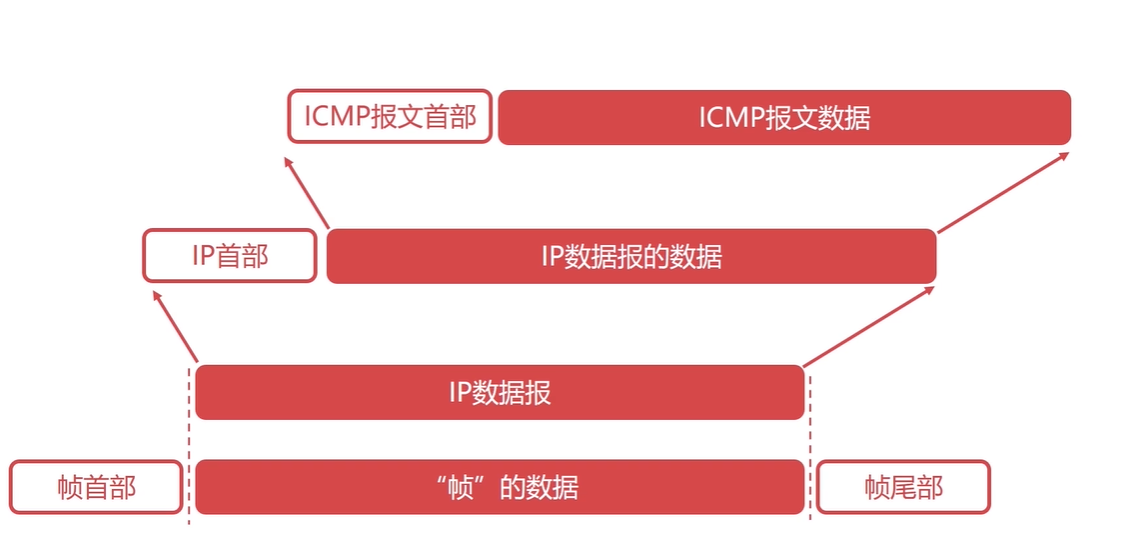 ICMP报文首部
ICMP报文数据
IP首部
IP数据报的数据
IP数据报
帧首部
“帧”的数据
帧尾部